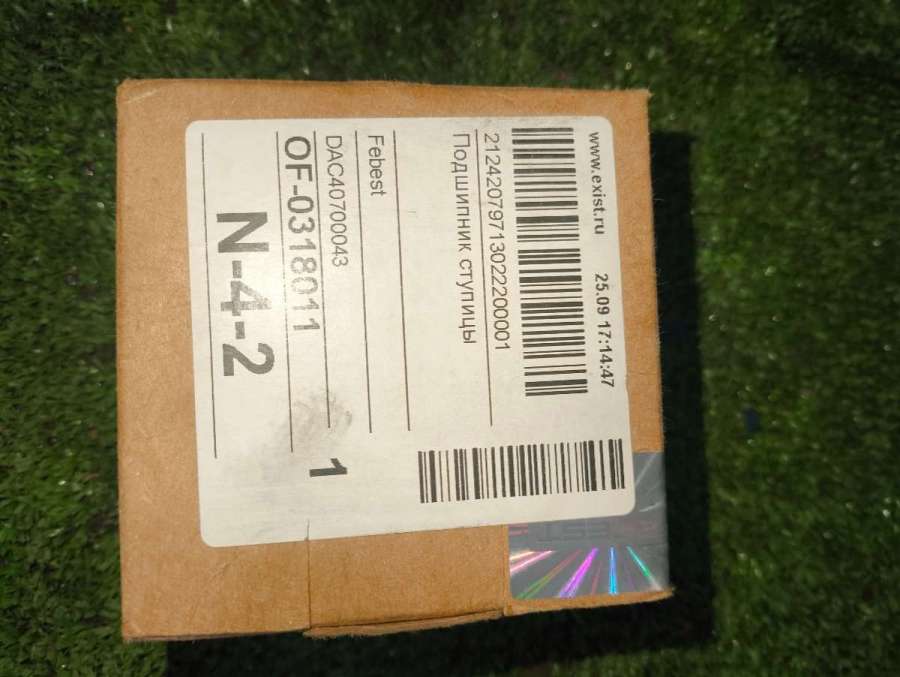 www.exist.ru 25.09 17:14:47
2124207971302220001
Подшипник ступицы
Febest
DAC40700043
OF-0318011 1
N-4-2